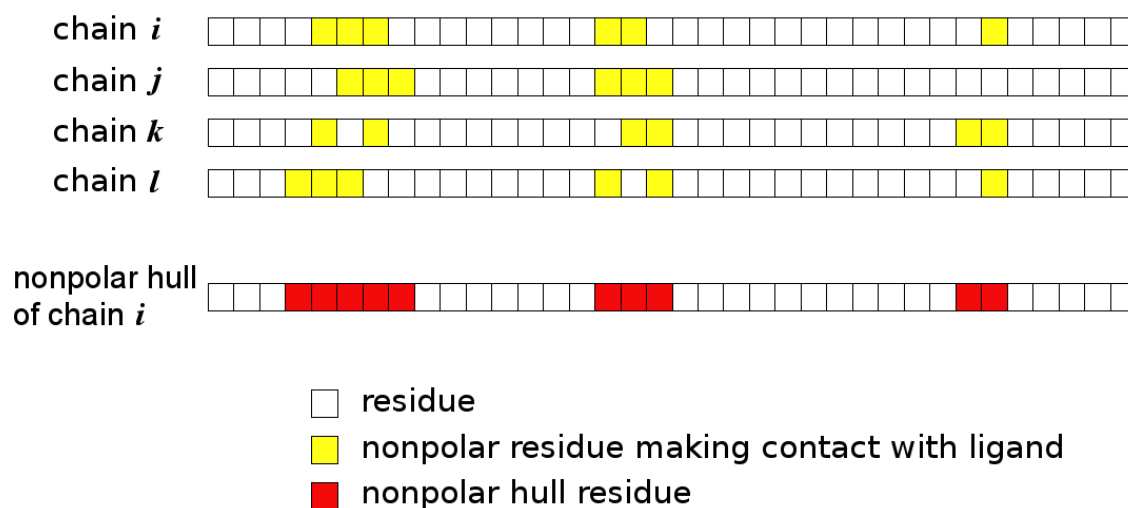 chain i
chain j
chain k
chain l
nonpolar hull
of chain i
residue
nonpolar residue making contact with ligand
nonpolar hull residue